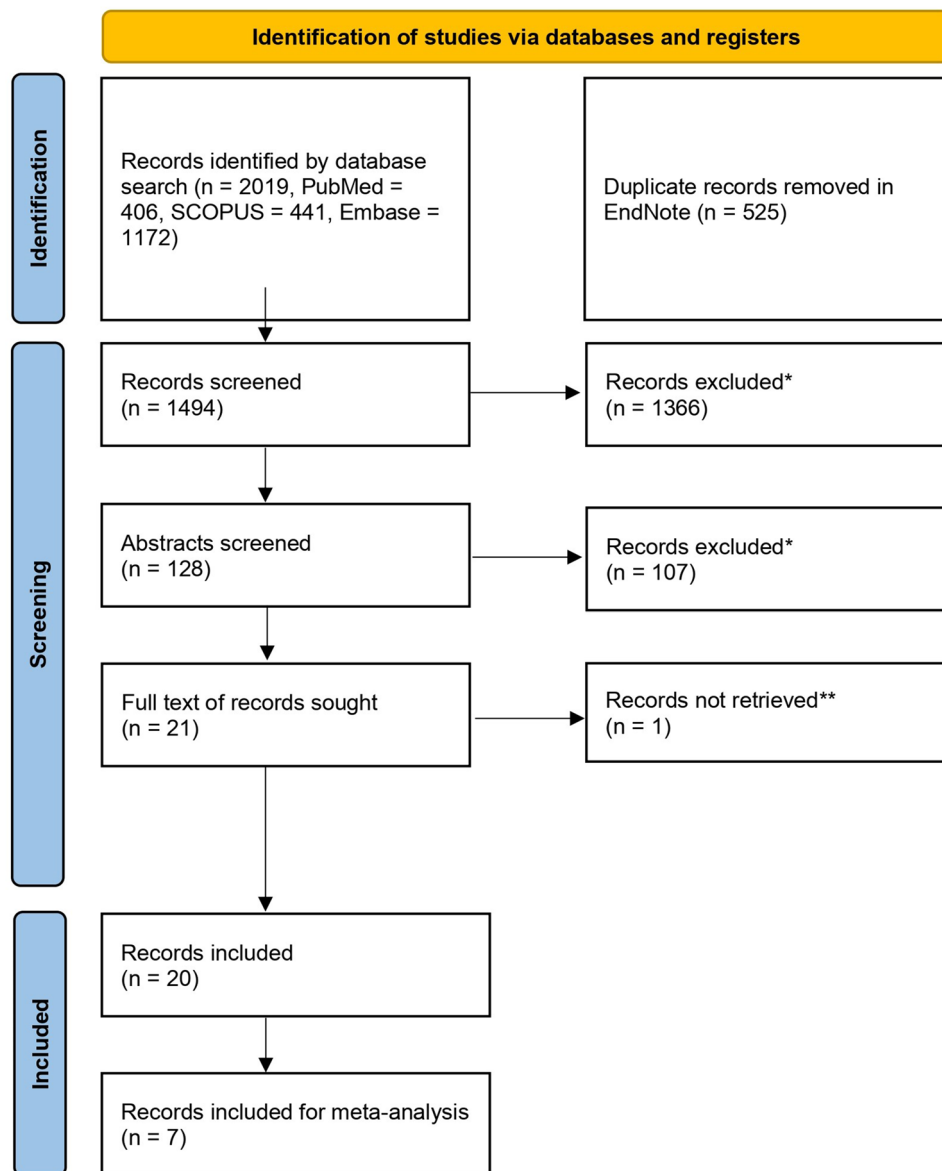 Identification of studies via databases and registers
Identification
Records identified by database
search (n = 2019, PubMed =
406, SCOPUS = 441, Embase =
1172)
Duplicate records removed in
EndNote (n = 525)
Screening
Records screened
(n = 1494)
Records excluded*
(n = 1366)
Abstracts screened
(n = 128)
Records excluded*
(n = 107)
Full text of records sought
(n = 21)
Records not retrieved**
(n = 1)
Included
Records included
(n = 20)
Records included for meta-analysis
(n = 7)